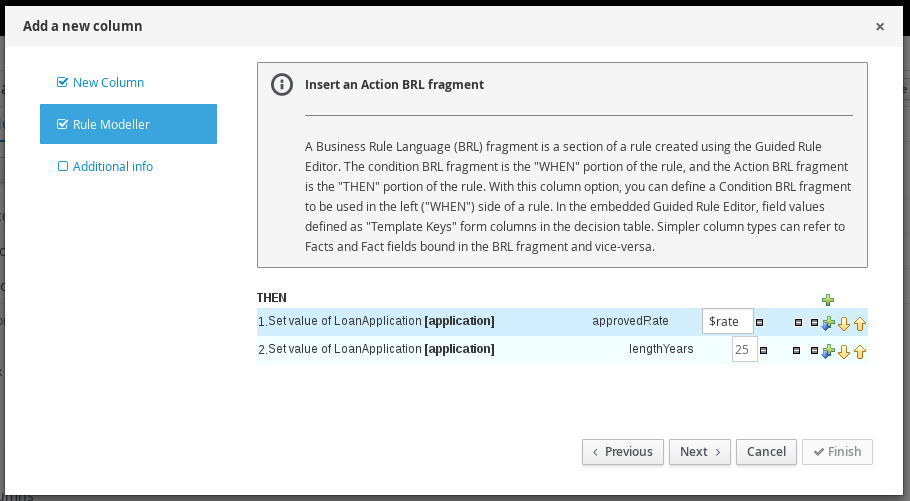 Add a new column
×
New Column
Rule Modeller
Additional info
Insert an Action BRL fragment
A Business Rule Language (BRL) fragment is a section of a rule created using the Guided Rule
Editor. The condition BRL fragment is the "WHEN" portion of the rule, and the Action BRL fragment
is the "THEN" portion of the rule. With this column option, you can define a Condition BRL fragment
to be used in the left ("WHEN") side of a rule. In the embedded Guided Rule Editor, field values
defined as "Template Keys" form columns in the decision table. Simpler column types can refer to
Facts and Fact fields bound in the BRL fragment and vice-versa.
THEN
1. Set value of LoanApplication [application] approvedRate $rate
2. Set value of LoanApplication [application] lengthYears 25
Previous Next Cancel Finish